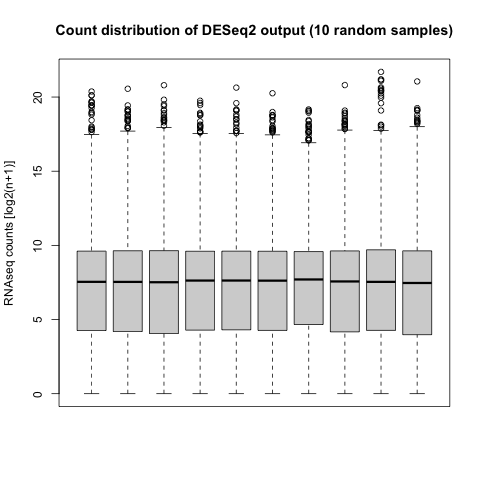 Count distribution of DESeq2 output (10 random samples)
RNAseq counts [log2(n+1)]
20
15
10
5
0